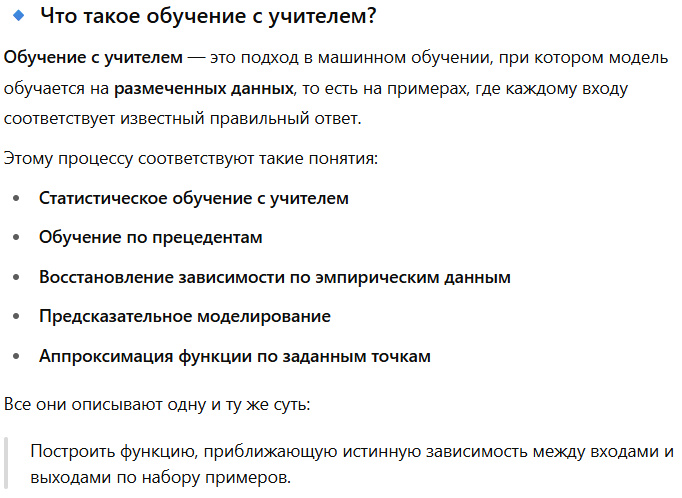 Что такое обучение с учителем?
Обучение с учителем — это подход в машинном обучении, при котором модель
обучается на размеченных данных, то есть на примерах, где каждому входу
соответствует известный правильный ответ.
Этому процессу соответствуют такие понятия:
• Статистическое обучение с учителем
• Обучение по прецедентам
• Восстановление зависимости по эмпирическим данным
• Предсказательное моделирование
• Аппроксимация функции по заданным точкам
Все они описывают одну и ту же суть:
Построить функцию, приближающую истинную зависимость между входами и
выходами по набору примеров.